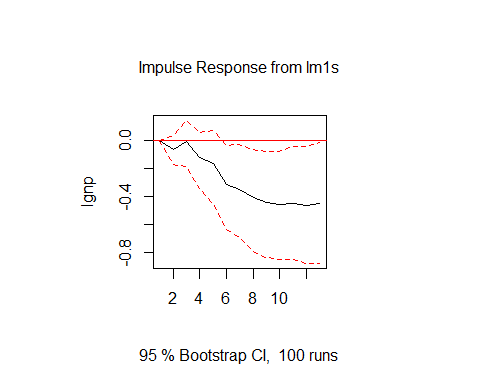 Impulse Response from lm1s
lgnp
0.0
-0.4
-0.8
2 4 6 8 10
95 % Bootstrap CI, 100 runs